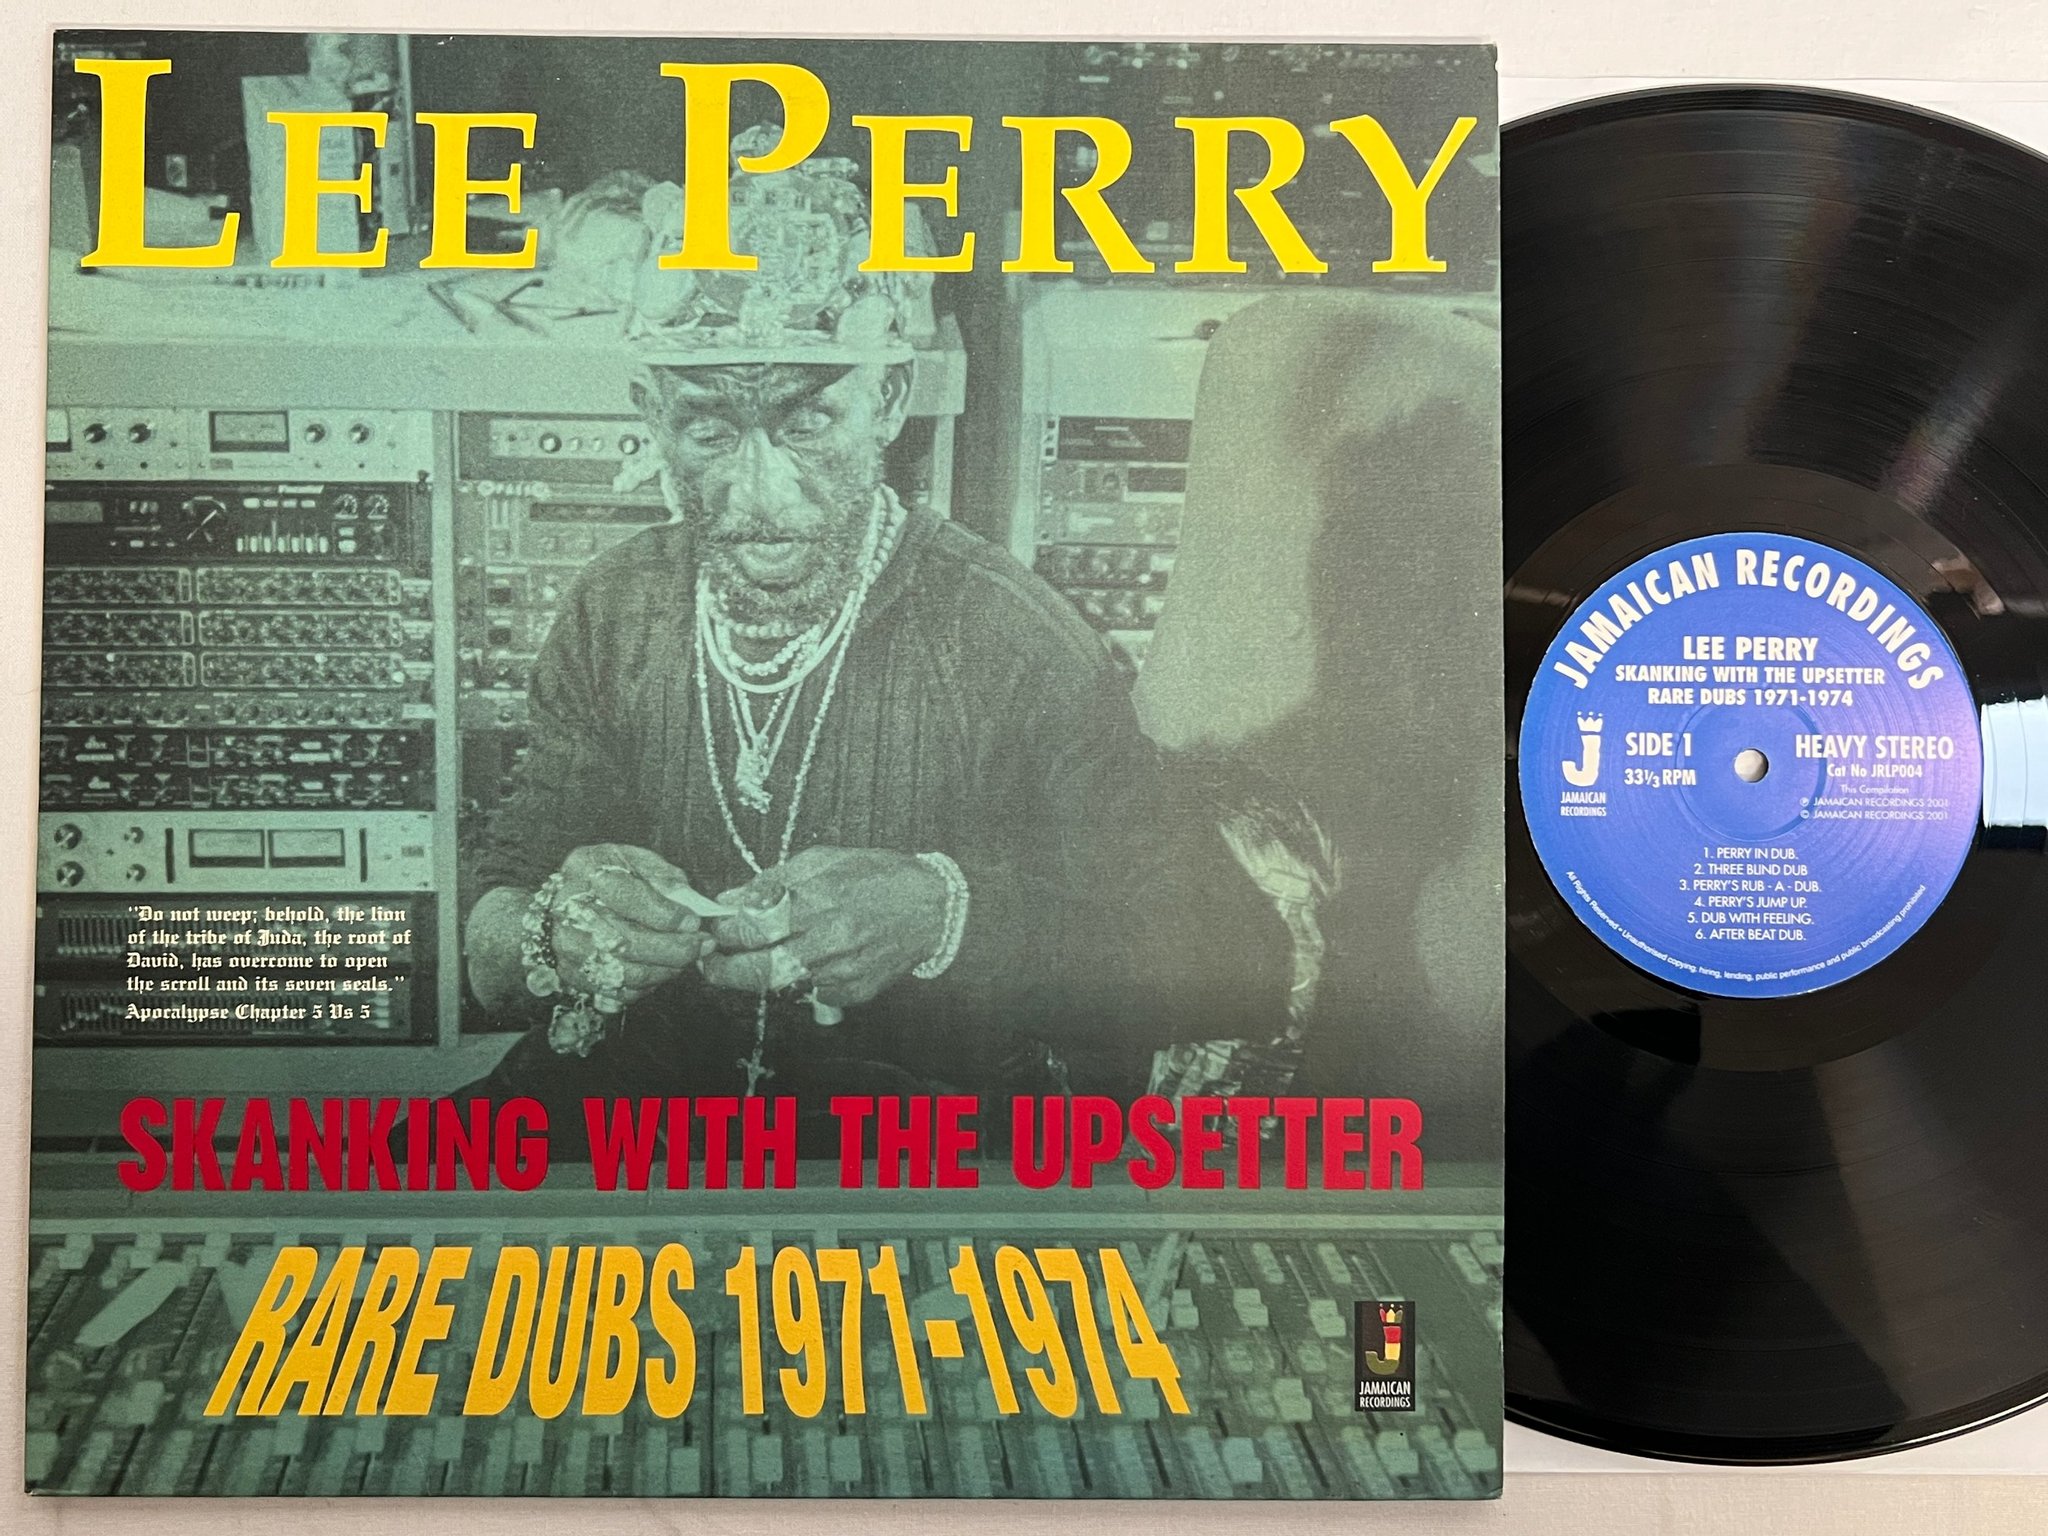 LEE PERRY
"Do not weep; behold, the lion
of the tribe of Juda, the root of
David, has overcome to open
the scroll and its seven seals."
Apocalypse Chapter 5 Vs 5
SKANKING WITH THE UPSETTER
RARE DUBS 1971-1974
J
JAMAICAN
RECORDINGS
JAMAICAN RECORDINGS
LEE PERRY
SKANKING WITH THE UPSETTER
RARE DUBS 1971-1974
J
JAMAICAN
RECORDINGS
SIDE 1
33 1/3 RPM
HEAVY STEREO
Cat No JRLP004
This Compilation
℗ JAMAICAN RECORDINGS 2001
© JAMAICAN RECORDINGS 2001
1. PERRY IN DUB.
2. THREE BLIND DUB
3. PERRY'S RUB - A - DUB.
4. PERRY'S JUMP UP.
5. DUB WITH FEELING.
6. AFTER BEAT DUB.
All Rights Reserved • Unauthorised copying, hiring, lending, public performance and public broadcasting prohibited